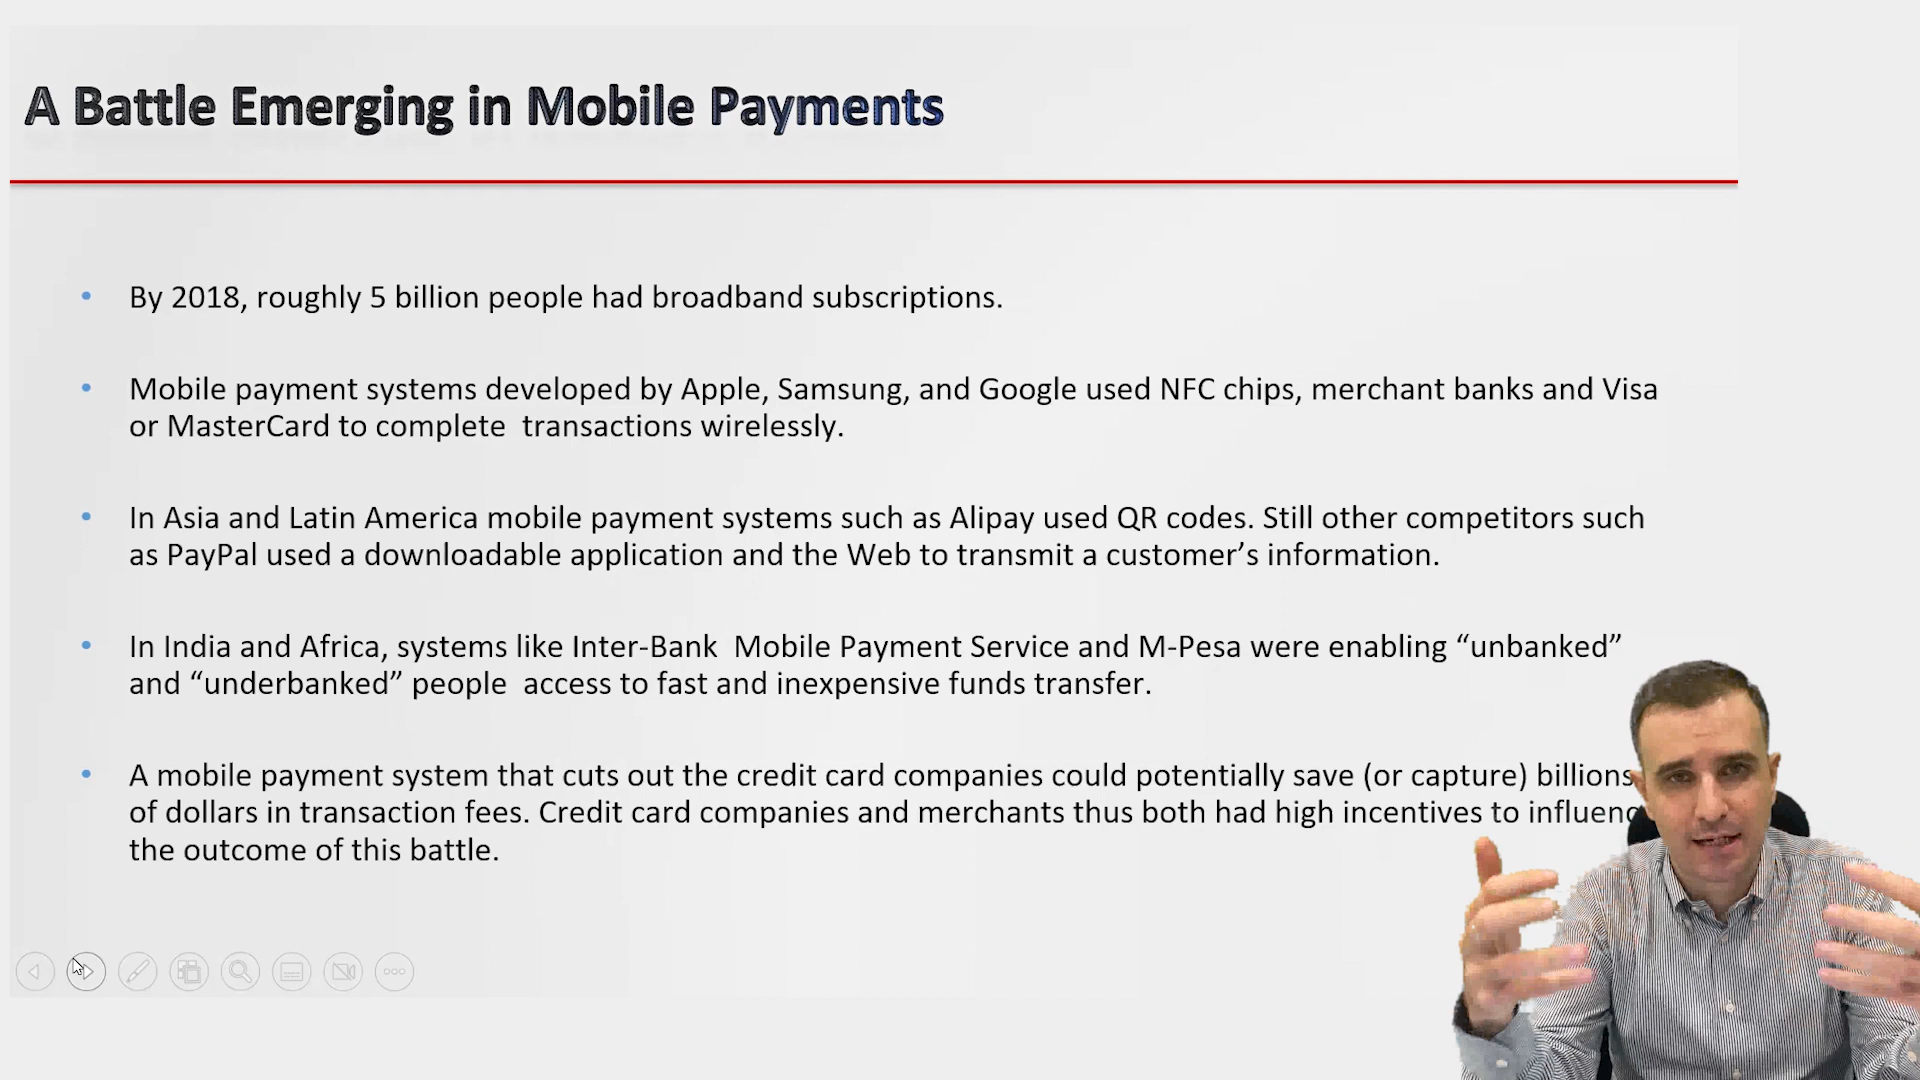 A Battle Emerging in Mobile Payments
• By 2018, roughly 5 billion people had broadband subscriptions.
• Mobile payment systems developed by Apple, Samsung, and Google used NFC chips, merchant banks and Visa
or MasterCard to complete transactions wirelessly.
• In Asia and Latin America mobile payment systems such as Alipay used QR codes. Still other competitors such
as PayPal used a downloadable application and the Web to transmit a customer’s information.
• In India and Africa, systems like Inter-Bank Mobile Payment Service and M-Pesa were enabling “unbanked”
and “underbanked” people access to fast and inexpensive funds transfer.
• A mobile payment system that cuts out the credit card companies could potentially save (or capture) billions
of dollars in transaction fees. Credit card companies and merchants thus both had high incentives to influenc
the outcome of this battle.